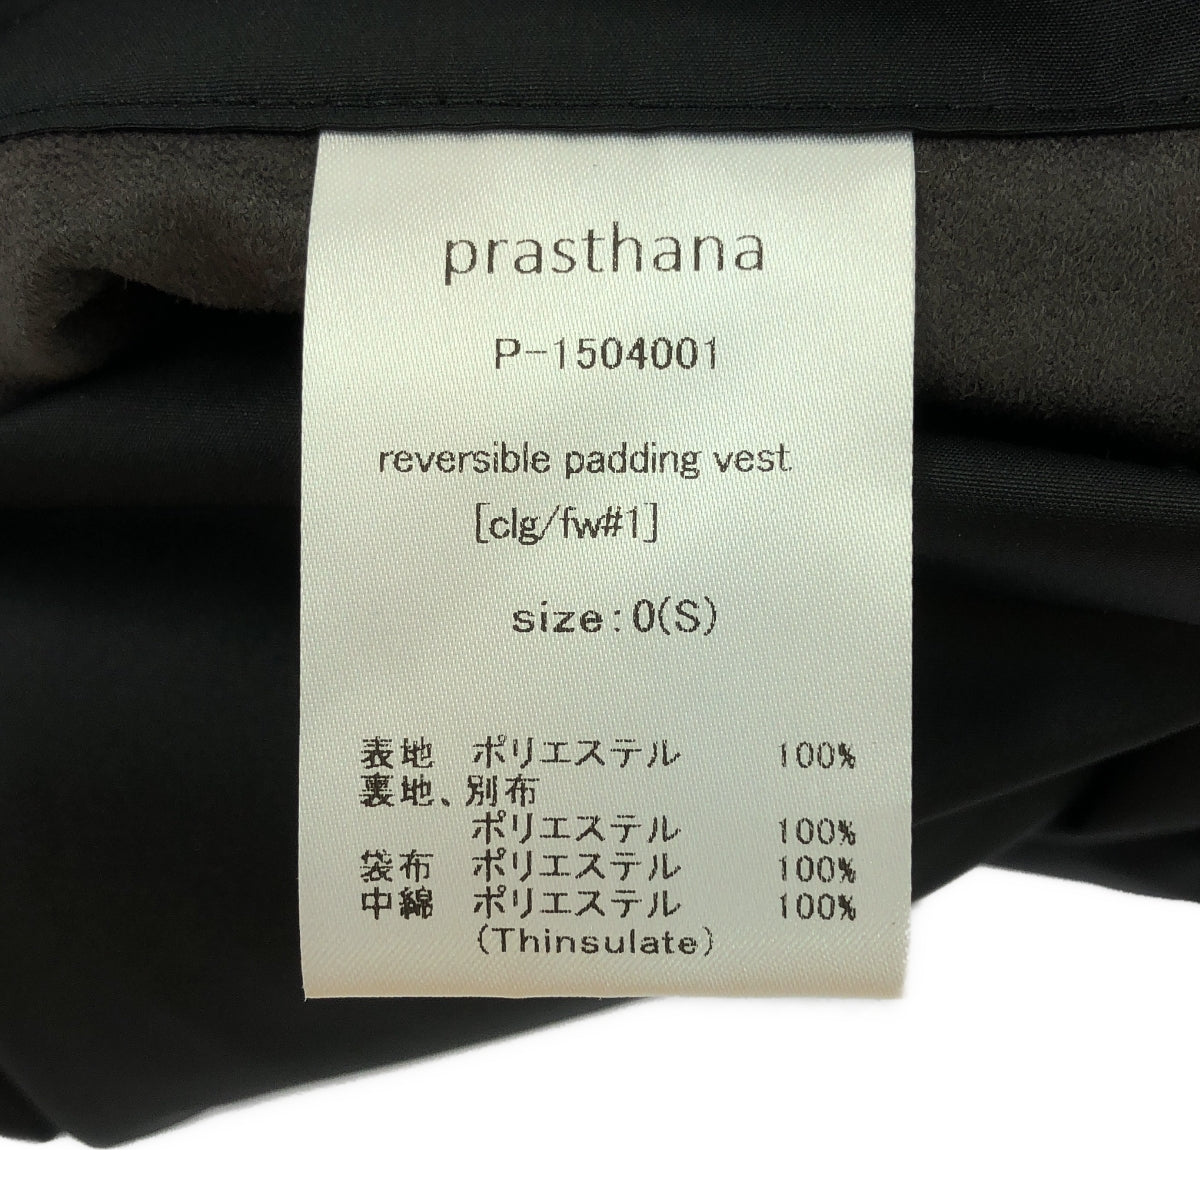 prasthana
P-1504001
reversible padding vest
[clg/fw#1]
size:0(S)
表地 ポリエステル 100%
裏地、別布
ポリエステル 100%
袋布 ポリエステル 100%
中綿 ポリエステル 100%
(Thinsulate)